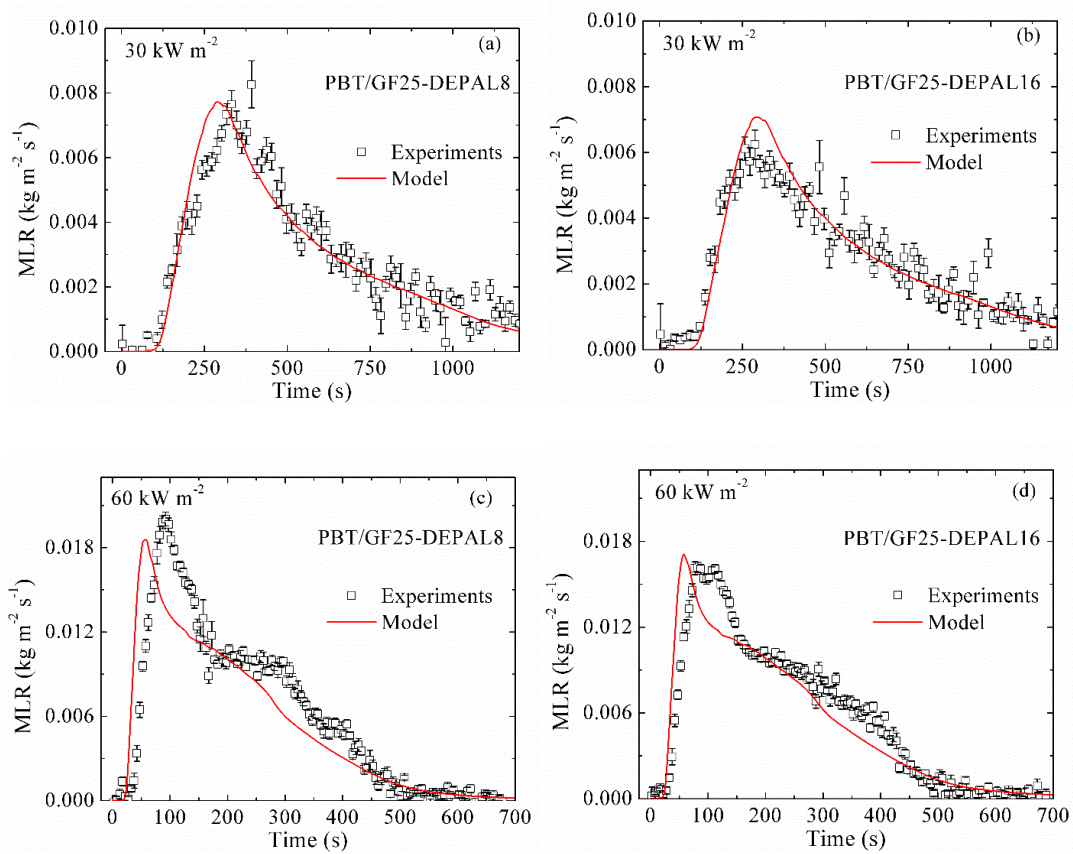 30 kW m-2
(a)
PBT/GF25-DEPAL8
Experiments
Model
MLR (kg m-2 s-1)
0.010
0.008
0.006
0.004
0.002
0.000
0 250 500 750 1000
Time (s)
30 kW m-2
(b)
PBT/GF25-DEPAL16
Experiments
Model
MLR (kg m-2 s-1)
0.010
0.008
0.006
0.004
0.002
0.000
0 250 500 750 1000
Time (s)
60 kW m-2
(c)
PBT/GF25-DEPAL8
Experiments
Model
MLR (kg m-2 s-1)
0.018
0.012
0.006
0.000
0 100 200 300 400 500 600 700
Time (s)
60 kW m-2
(d)
PBT/GF25-DEPAL16
Experiments
Model
MLR (kg m-2 s-1)
0.018
0.012
0.006
0.000
0 100 200 300 400 500 600 700
Time (s)